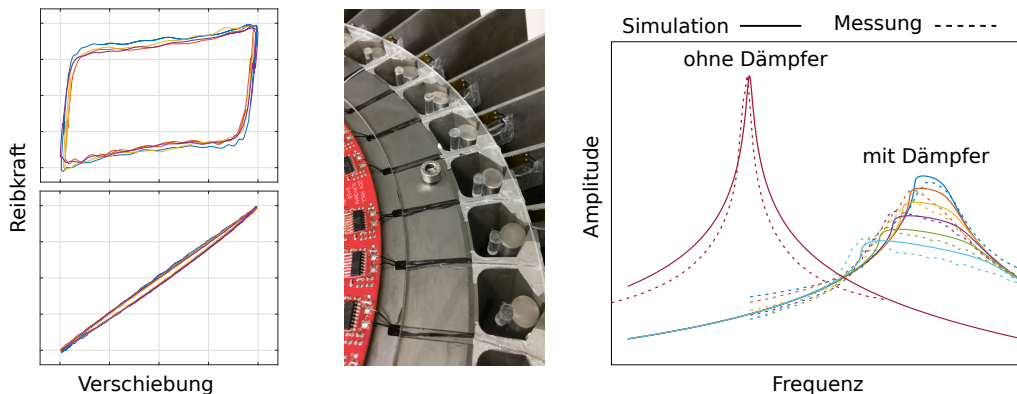 Reibkraft
Verschiebung
Simulation
Messung
ohne Dämpfer
mit Dämpfer
Amplitude
Frequenz